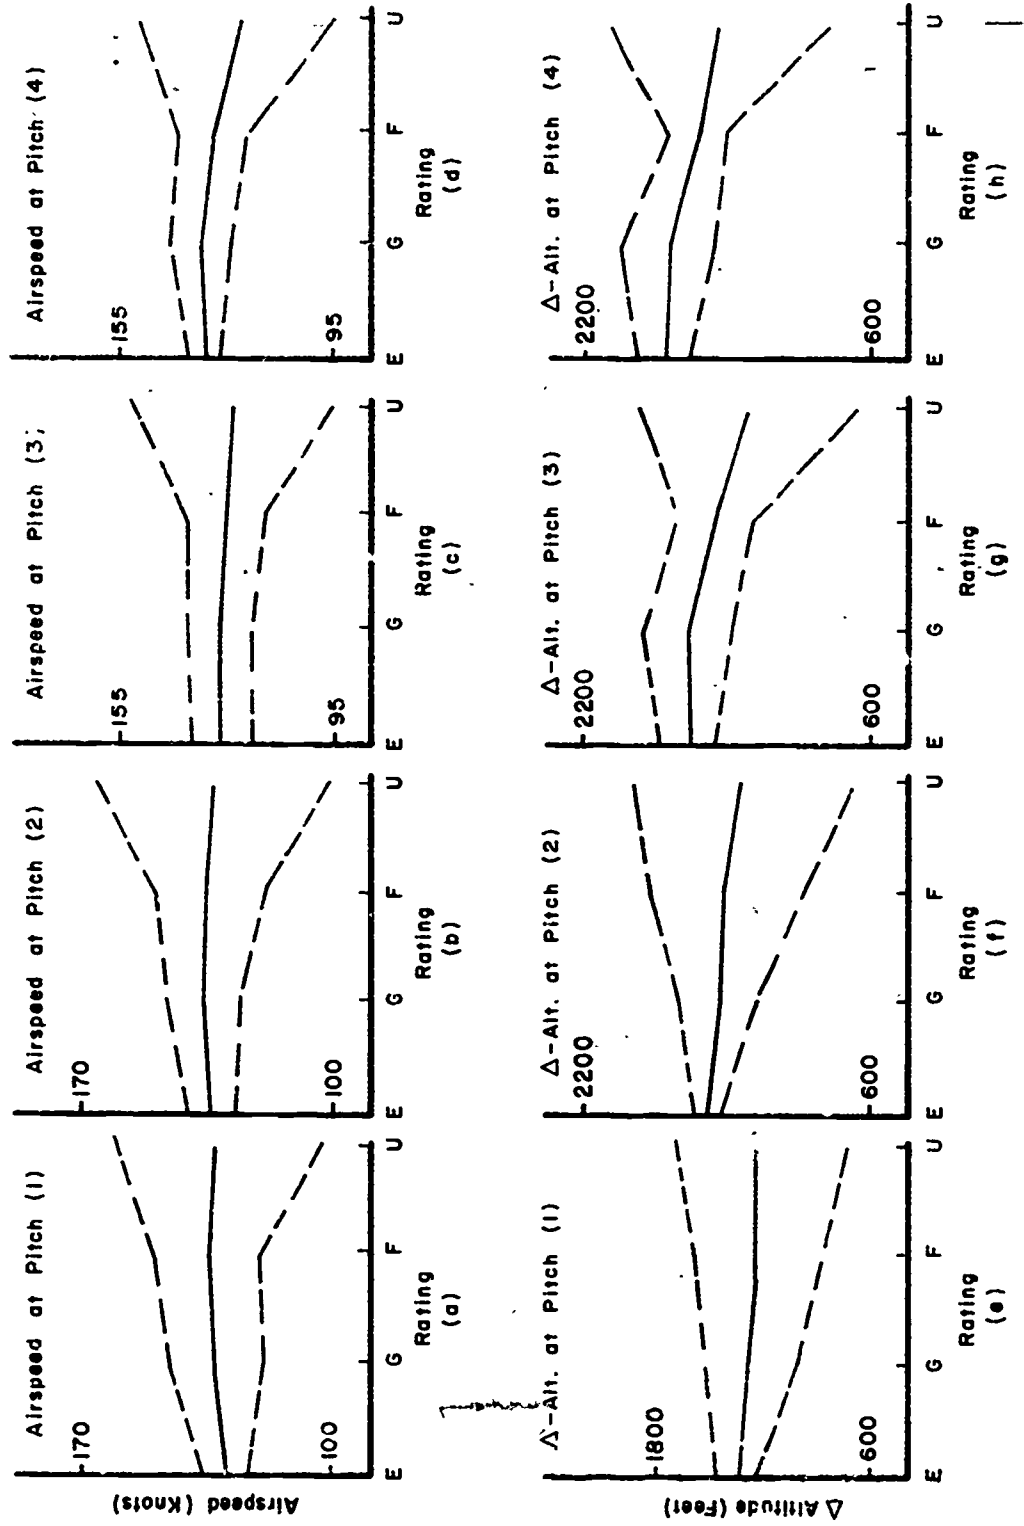 Airspeed at Pitch (1)
170
100
Airspeed (Knots)
E G F U
Rating
(a)
Airspeed at Pitch (2)
170
100
E G F U
Rating
(b)
Airspeed at Pitch (3)
155
95
E G F U
Rating
(c)
Airspeed at Pitch (4)
155
95
E G F U
Rating
(d)
Δ-Alt. at Pitch (1)
1800
600
Δ Altitude (Feet)
E G F U
Rating
(e)
Δ-Alt. at Pitch (2)
2200
600
E G F U
Rating
(f)
Δ-Alt. at Pitch (3)
2200
600
E G F U
Rating
(g)
Δ-Alt. at Pitch (4)
2200
600
E G F U
Rating
(h)